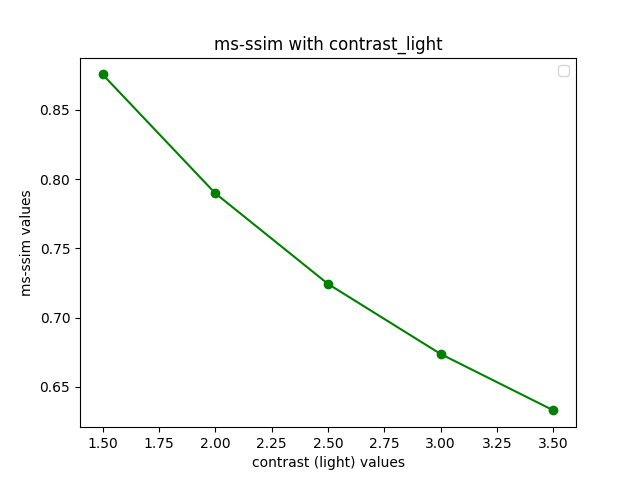 ms-ssim with contrast_light
ms-ssim values
0.85
0.80
0.75
0.70
0.65
1.50 1.75 2.00 2.25 2.50 2.75 3.00 3.25 3.50
contrast (light) values